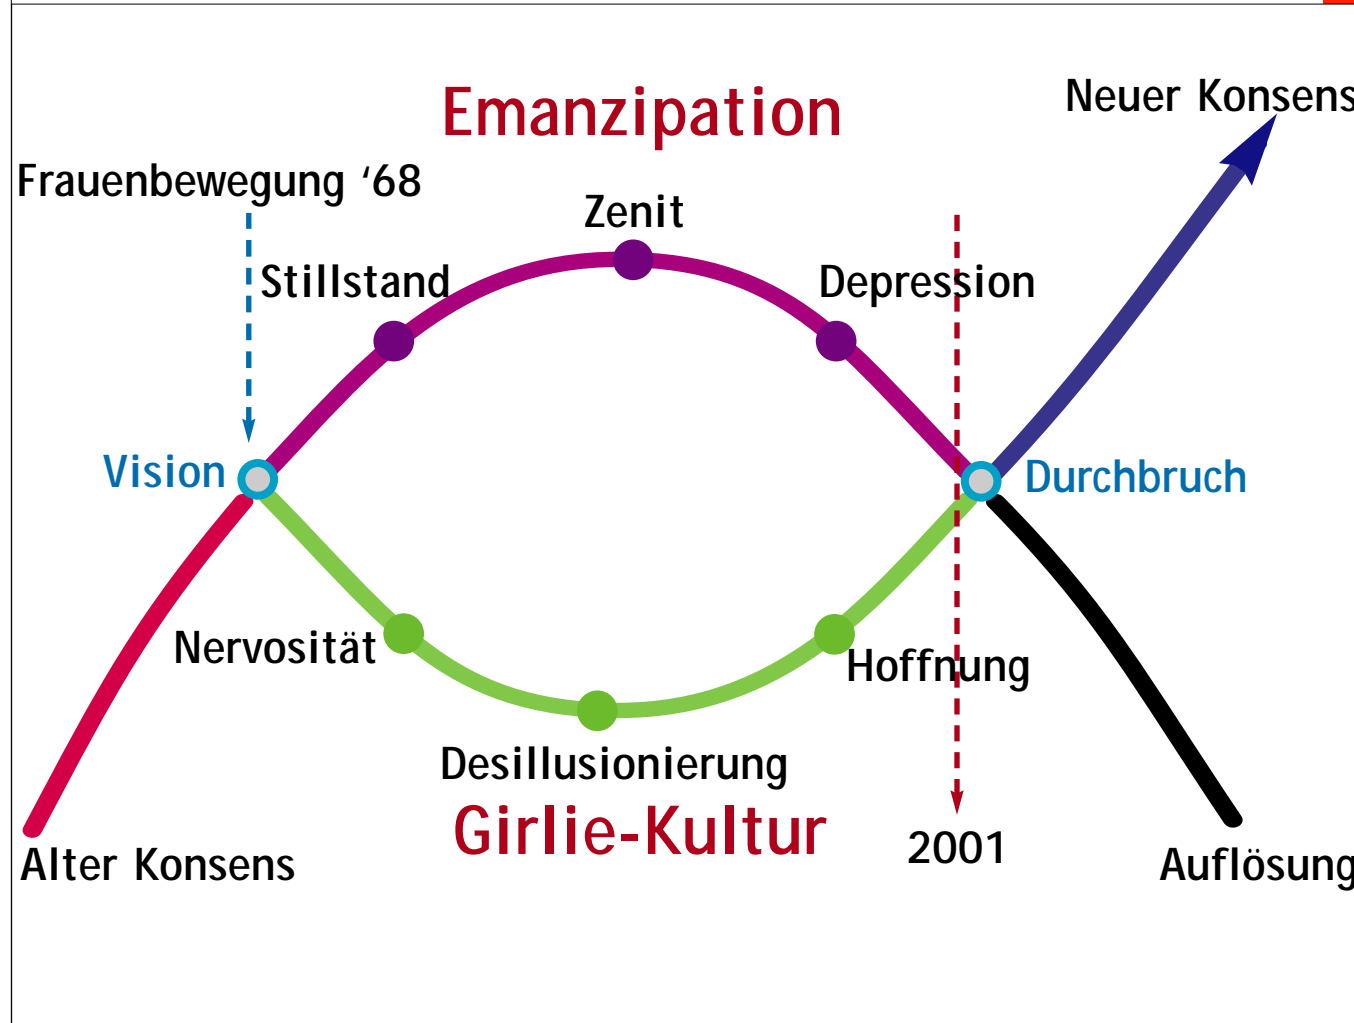 Neuer Konsens
Emanzipation
Frauenbewegung ‘68
Zenit
Stillstand
Depression
Vision
Durchbruch
Nervosität
Hoffnung
Desillusionierung
Girlie-Kultur
2001
Alter Konsens
Auflösung